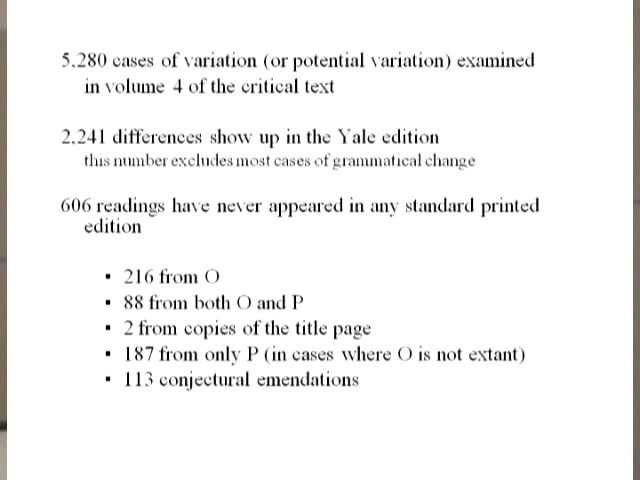 5,280 cases of variation (or potential variation) examined
in volume 4 of the critical text
2,241 differences show up in the Yale edition
this number excludes most cases of grammatical change
606 readings have never appeared in any standard printed
edition
▪ 216 from O
▪ 88 from both O and P
▪ 2 from copies of the title page
▪ 187 from only P (in cases where O is not extant)
▪ 113 conjectural emendations